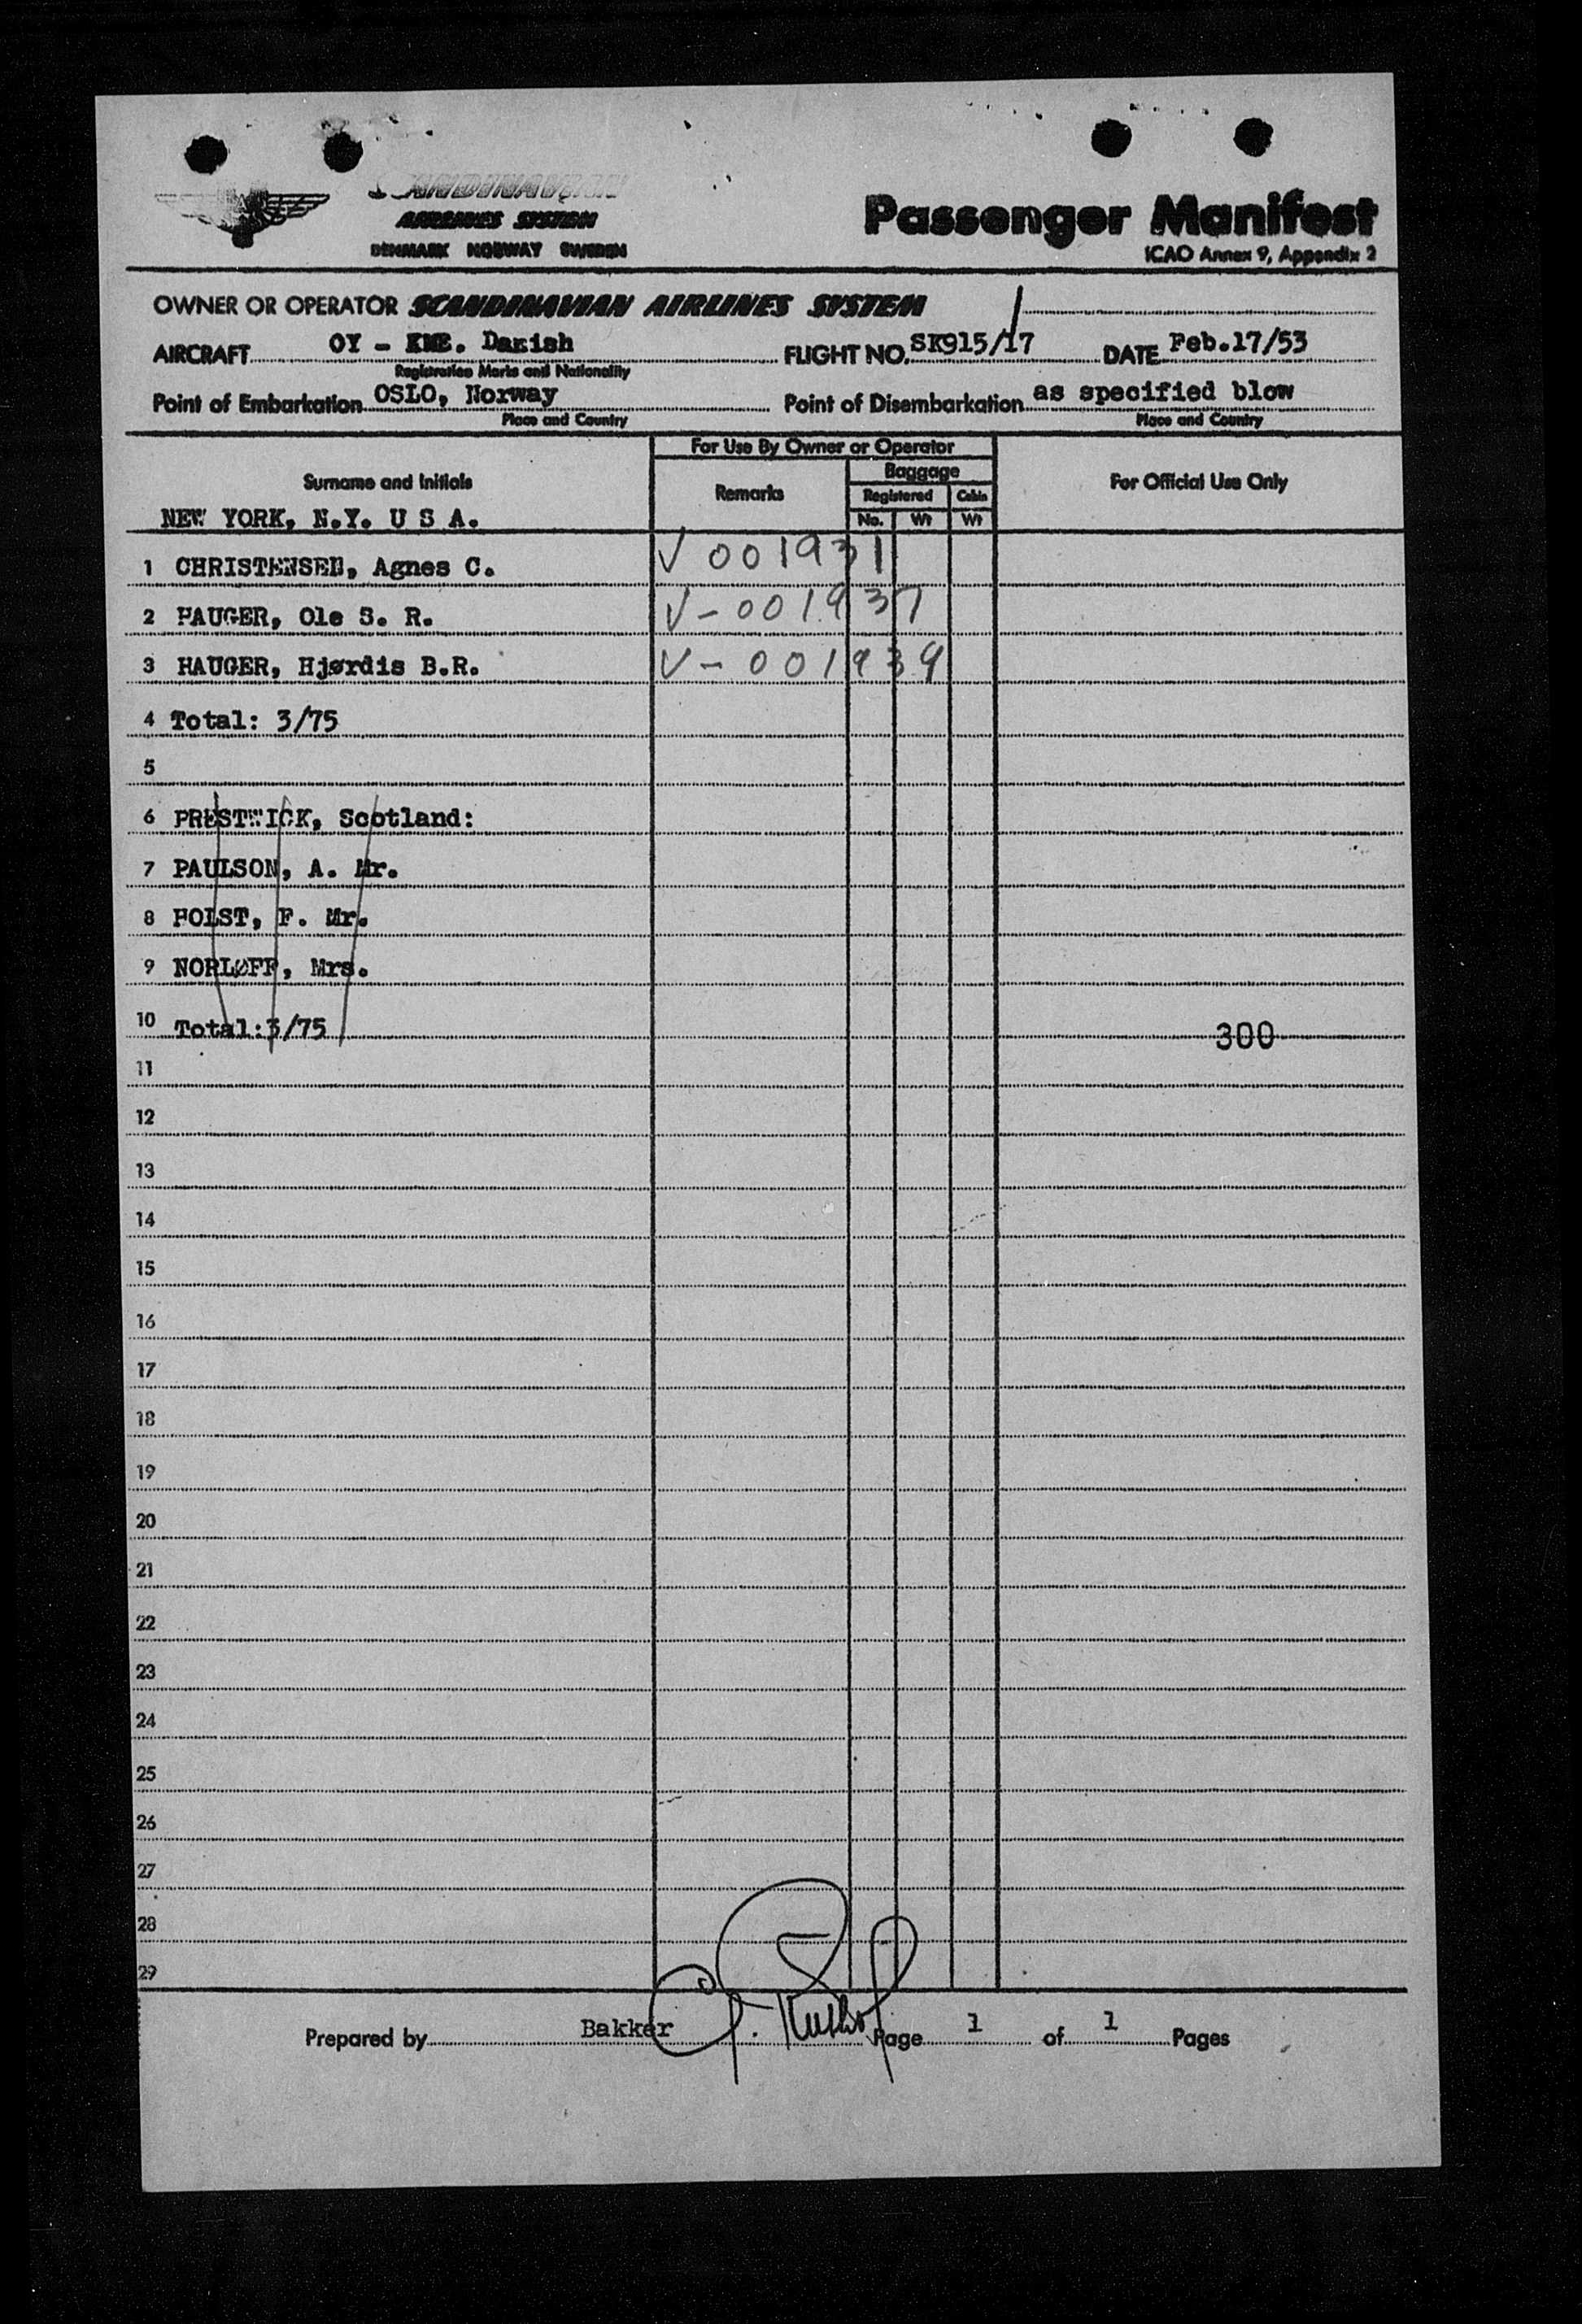 SCANDINAVIAN
AIRLINES SYSTEM
DENMARK NORWAY SWEDEN
Passenger Manifest
ICAO Annex 9, Appendix 2
OWNER OR OPERATOR SCANDINAVIAN AIRLINES SYSTEM
AIRCRAFT OY - KME. Danish FLIGHT NO. SK915/17 DATE Feb.17/53
Registration Marks and Nationality
Point of Embarkation OSLO, Norway Point of Disembarkation as specified blow
Place and Country Place and Country
For Use By Owner or Operator
Surname and Initials Remarks Baggage For Official Use Only
Registered Cabin
NEW YORK, N.Y. U S A. No. Wt Wt
1 CHRISTENSEN, Agnes C. V 001931
2 HAUGER, Ole S. R. V-001937
3 HAUGER, Hjørdis B.R. V-001939
4 Total: 3/75
5
6 PRESTWICK, Scotland:
7 PAULSON, A. Mr.
8 HOLST, F. Mr.
9 NORLØFF, Mrs.
10 Total:3/75 300
11
12
13
14
15
16
17
18
19
20
21
22
23
24
25
26
27
28
29
Prepared by Bakker Page 1 of 1 Pages